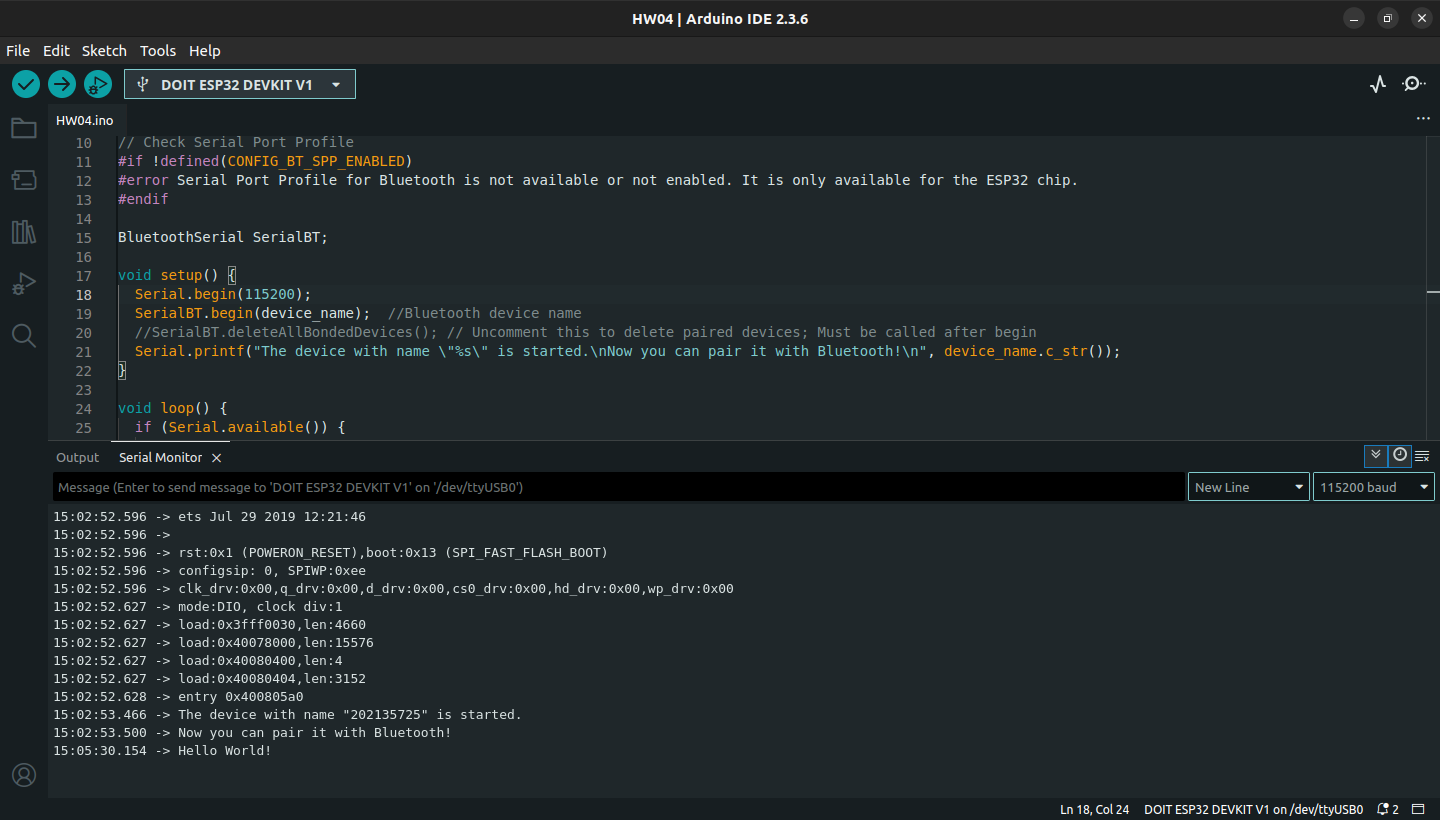 HW04 | Arduino IDE 2.3.6
File Edit Sketch Tools Help
DOIT ESP32 DEVKIT V1
HW04.ino
10 // Check Serial Port Profile
11 #if !defined(CONFIG_BT_SPP_ENABLED)
12 #error Serial Port Profile for Bluetooth is not available or not enabled. It is only available for the ESP32 chip.
13 #endif
14
15 BluetoothSerial SerialBT;
16
17 void setup() {
18 Serial.begin(115200);
19 SerialBT.begin(device_name);  //Bluetooth device name
20 //SerialBT.deleteAllBondedDevices(); // Uncomment this to delete paired devices; Must be called after begin
21 Serial.printf("The device with name \"%s\" is started.\nNow you can pair it with Bluetooth!\n", device_name.c_str());
22 }
23
24 void loop() {
25 if (Serial.available()) {
Output Serial Monitor
Message (Enter to send message to 'DOIT ESP32 DEVKIT V1' on '/dev/ttyUSB0')
New Line
115200 baud
15:02:52.596 -> ets Jul 29 2019 12:21:46
15:02:52.596 ->
15:02:52.596 -> rst:0x1 (POWERON_RESET),boot:0x13 (SPI_FAST_FLASH_BOOT)
15:02:52.596 -> configsip: 0, SPIWP:0xee
15:02:52.596 -> clk_drv:0x00,q_drv:0x00,d_drv:0x00,cs0_drv:0x00,hd_drv:0x00,wp_drv:0x00
15:02:52.627 -> mode:DIO, clock div:1
15:02:52.627 -> load:0x3fff0030,len:4660
15:02:52.627 -> load:0x40078000,len:15576
15:02:52.627 -> load:0x40080400,len:4
15:02:52.627 -> load:0x40080404,len:3152
15:02:52.628 -> entry 0x400805a0
15:02:53.466 -> The device with name "202135725" is started.
15:02:53.500 -> Now you can pair it with Bluetooth!
15:05:30.154 -> Hello World!
Ln 18, Col 24 DOIT ESP32 DEVKIT V1 on /dev/ttyUSB0 2